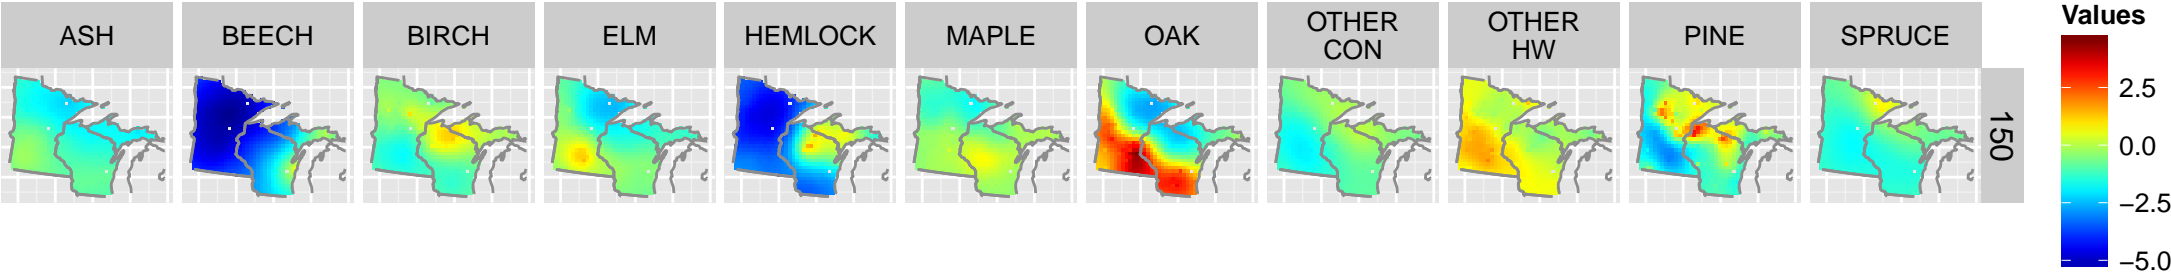 ASH
BEECH
BIRCH
ELM
HEMLOCK
MAPLE
OAK
OTHER
CON
OTHER
HW
PINE
SPRUCE
150
Values
2.5
0.0
−2.5
−5.0